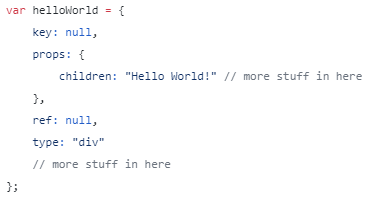 var helloWorld = {
    key: null,
    props: {
        children: "Hello World!" // more stuff in here
    },
    ref: null,
    type: "div"
    // more stuff in here
};